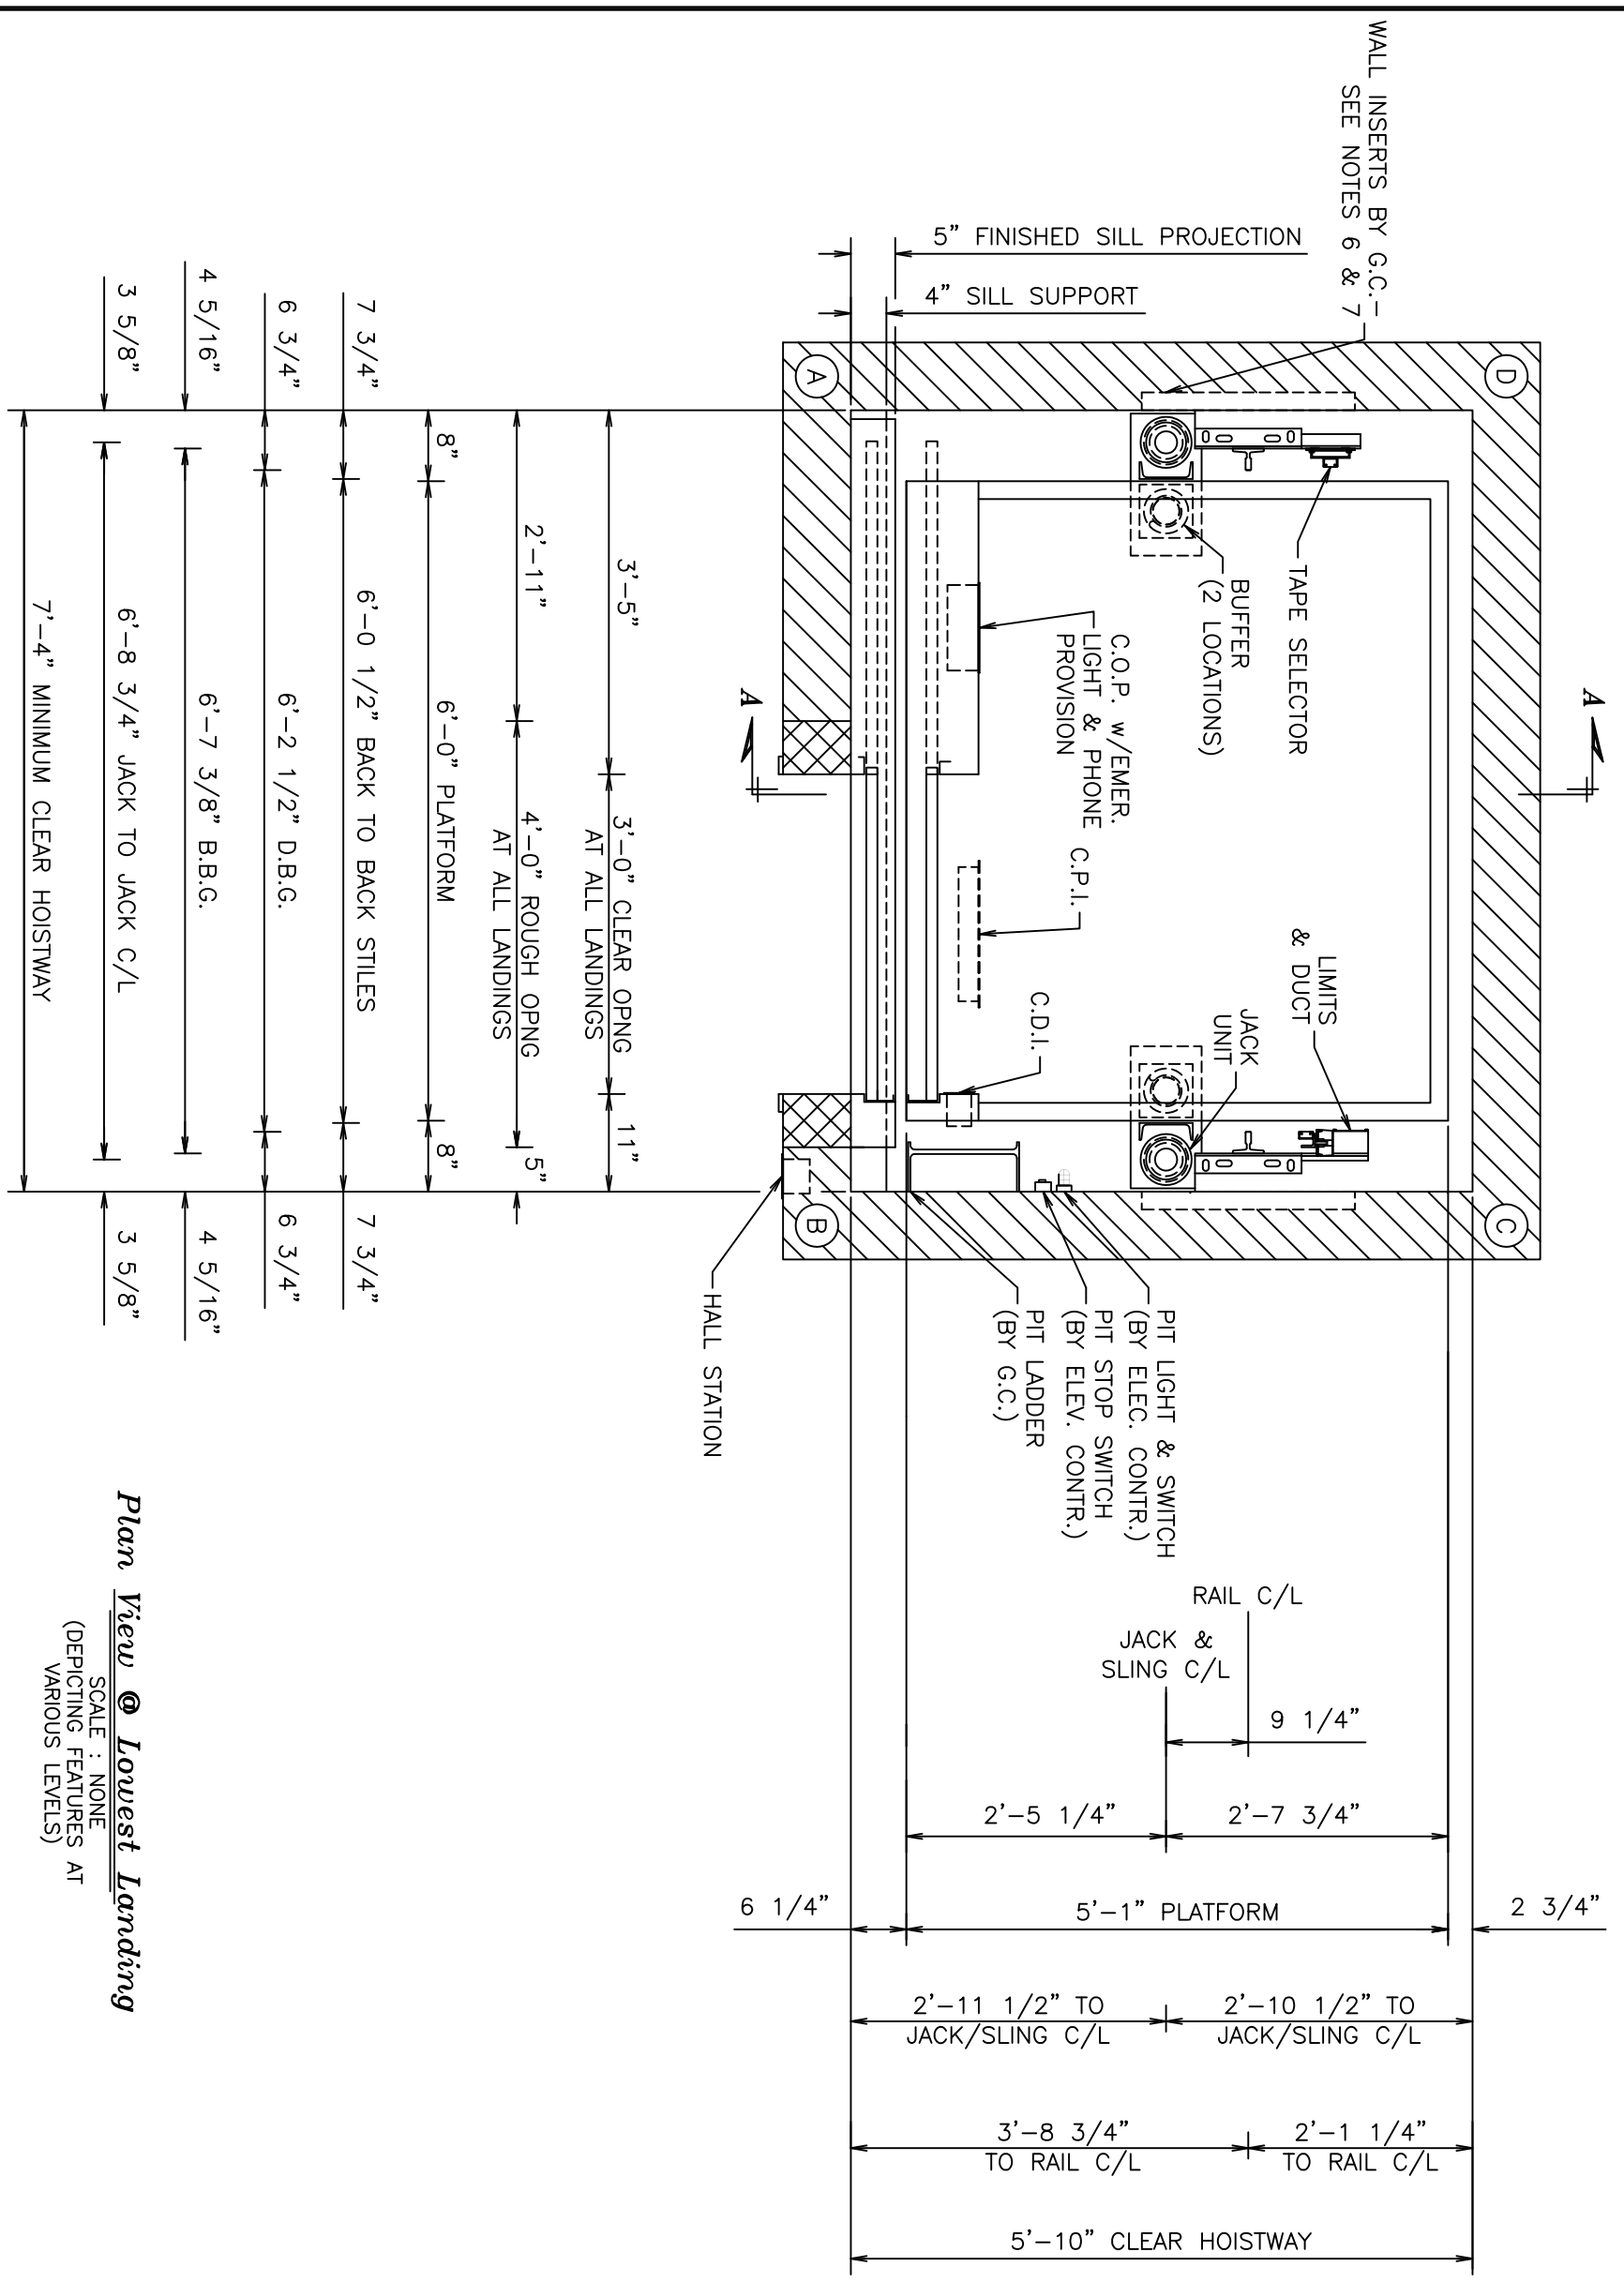 WALL INSERTS BY G.C.
SEE NOTES 6 & 7
5" FINISHED SILL PROJECTION
4" SILL SUPPORT
A
B
C
D
A
A
TAPE SELECTOR
BUFFER
(2 LOCATIONS)
C.O.P. w/EMER.
LIGHT & PHONE
PROVISION
C.P.I.
C.D.I.
LIMITS
& DUCT
JACK
UNIT
PIT LIGHT & SWITCH
(BY ELEC. CONTR.)
PIT STOP SWITCH
(BY ELEV. CONTR.)
PIT LADDER
(BY G.C.)
HALL STATION
3'-5"
3'-0" CLEAR OPNG
AT ALL LANDINGS
11"
2'-11"
4'-0" ROUGH OPNG
AT ALL LANDINGS
5"
8"
6'-0" PLATFORM
8"
7 3/4"
6'-0 1/2" BACK TO BACK STILES
7 3/4"
6 3/4"
6'-2 1/2" D.B.G.
6 3/4"
4 5/16"
6'-7 3/8" B.B.G.
4 5/16"
3 5/8"
6'-8 3/4" JACK TO JACK C/L
3 5/8"
7'-4" MINIMUM CLEAR HOISTWAY
RAIL C/L
JACK &
SLING C/L
9 1/4"
2'-5 1/4"
2'-7 3/4"
6 1/4"
5'-1" PLATFORM
2 3/4"
2'-11 1/2" TO
JACK/SLING C/L
2'-10 1/2" TO
JACK/SLING C/L
3'-8 3/4"
TO RAIL C/L
2'-1 1/4"
TO RAIL C/L
5'-10" CLEAR HOISTWAY
Plan View @ Lowest Landing
SCALE : NONE
(DEPICTING FEATURES AT
VARIOUS LEVELS)